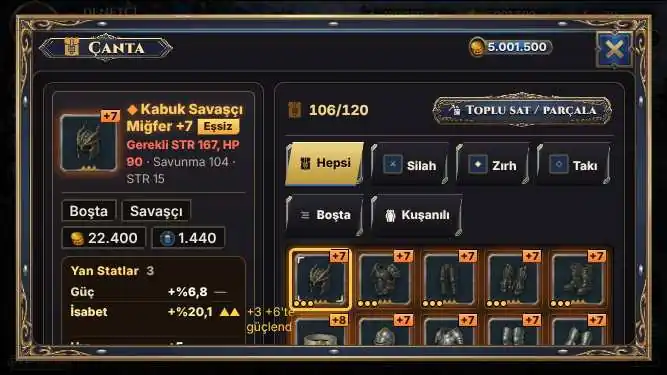 ÇANTA
5.001.500
+7
Kabuk Savaşçı
Miğfer +7 Eşsiz
Gerekli STR 167, HP
90 · Savunma 104 ·
STR 15
Boşta
Savaşçı
22.400
1.440
Yan Statlar 3
Güç +%6,8 —
İsabet +%20,1 ▲▲ +3 +6'te
güçlend
106/120
TOPLU SAT / PARÇALA
Hepsi
Silah
Zırh
Takı
Boşta
Kuşanılı
+7 +7 +7 +7 +7
+8 +7 +7 +7 +7